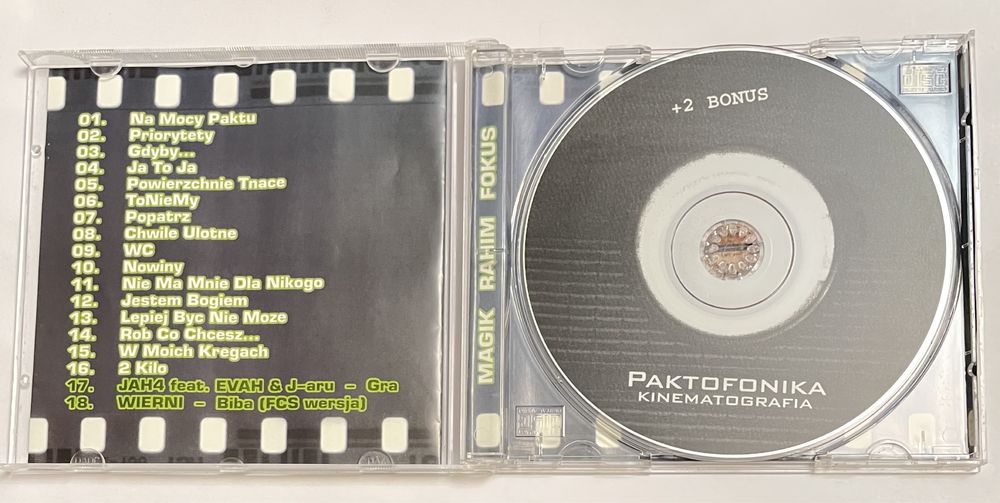 01. Na Mocy Paktu
02. Priorytety
03. Gdyby...
04. Ja To Ja
05. Powierzchnie Tnace
06. ToNieMy
07. Popatrz
08. Chwile Ulotne
09. WC
10. Nowiny
11. Nie Ma Mnie Dla Nikogo
12. Jestem Bogiem
13. Lepiej Byc Nie Moze
14. Rob Co Chcesz...
15. W Moich Kregach
16. 2 Kilo
17. JAH4 feat. EVAH & J-aru - Gra
18. WIERNI - Biba (FCS wersja)
MAGIK RAHIM FOKUS
+2 BONUS
PAKTOFONIKA
KINEMATOGRAFIA